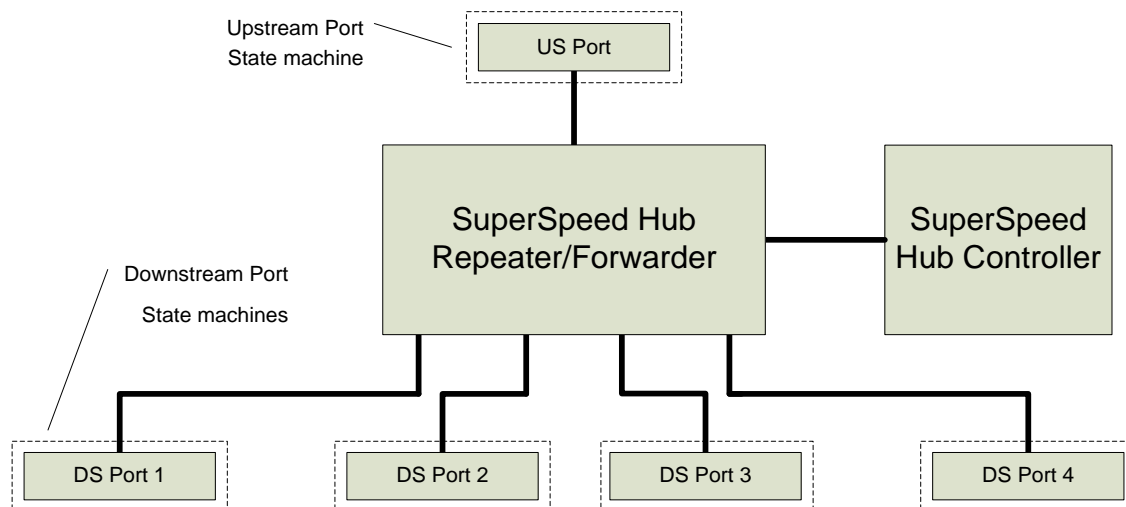 Upstream Port
State machine
US Port
SuperSpeed Hub
Repeater/Forwarder
SuperSpeed
Hub Controller
Downstream Port
State machines
DS Port 1
DS Port 2
DS Port 3
DS Port 4